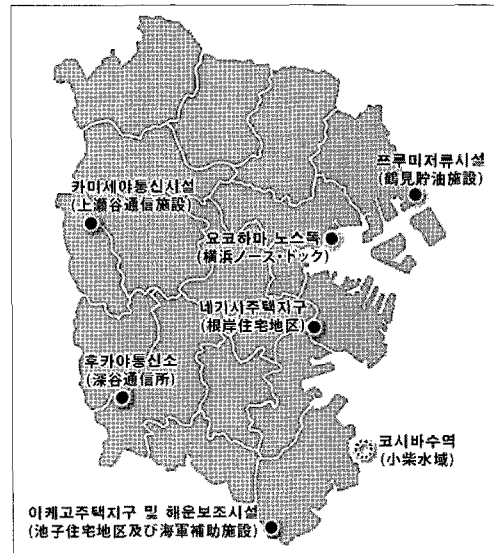 프루미저류시설
(鶴見貯油施設)
카미세야통신시설
(上瀬谷通信施設)
요코하마 노스독
(横浜ノース・ドック)
네기시주택지구
(根岸住宅地区)
후카야통신소
(深谷通信所)
코시바수역
(小柴水域)
이케고주택지구 및 해운보조시설
(池子住宅地区及び海軍補助施設)